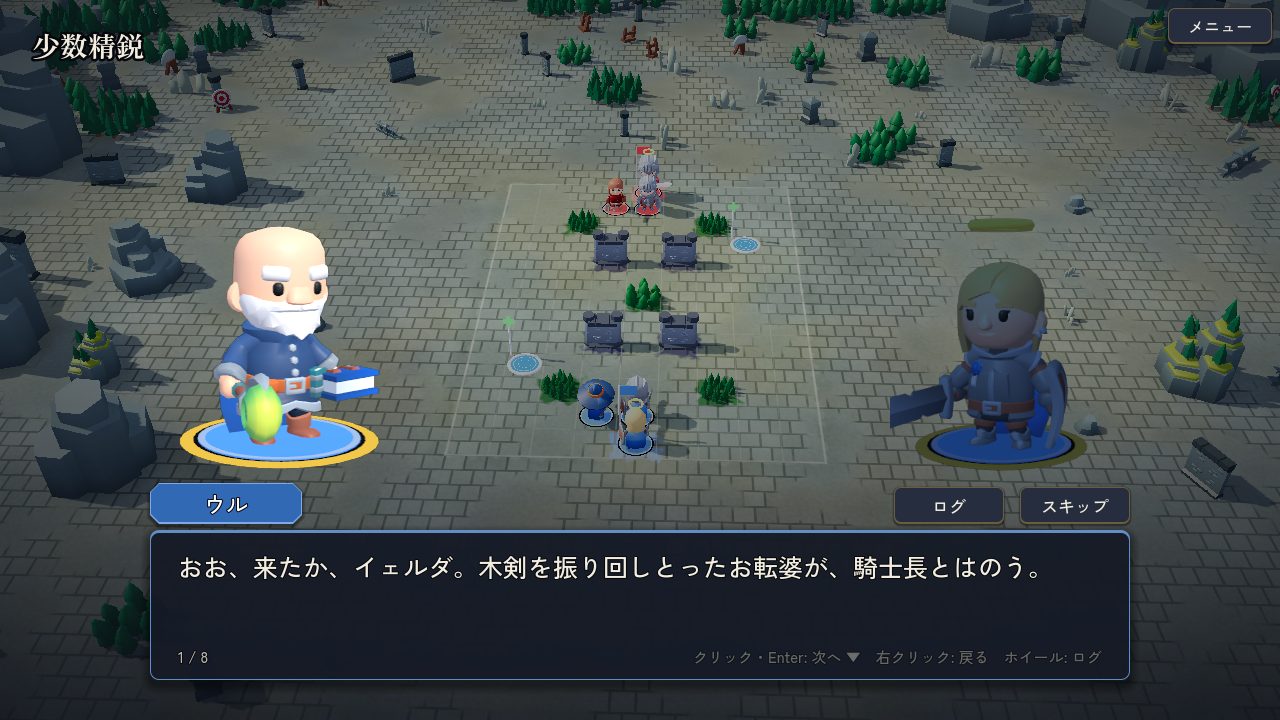 少数精鋭
メニュー
ウル
ログ
スキップ
おお、来たか、イェルダ。木剣を振り回しとったお転婆が、騎士長とはのう。
1 / 8
クリック・Enter: 次へ ▼ 右クリック: 戻る ホイール: ログ